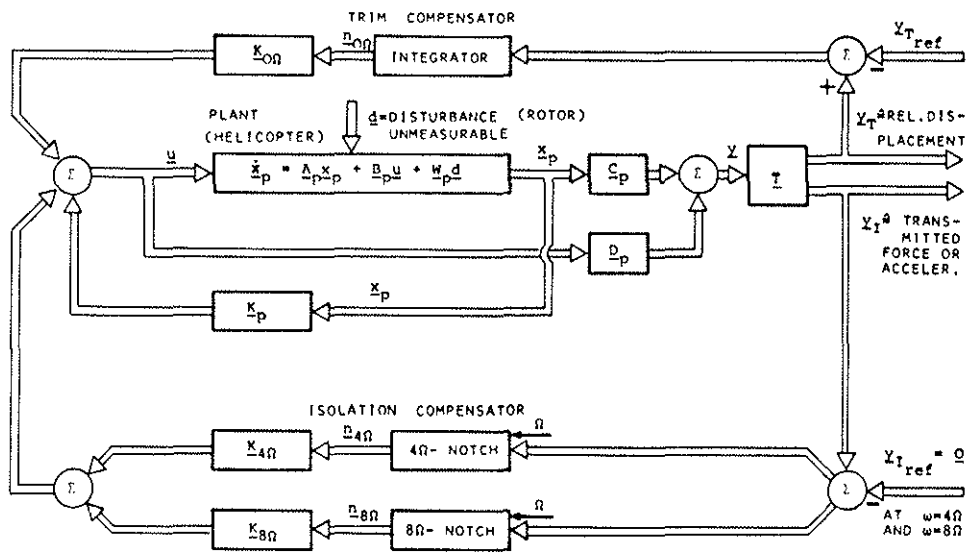 TRIM COMPENSATOR
K0Ω
n0Ω
INTEGRATOR
Σ
yTref
−
+
PLANT
(HELICOPTER)
d=DISTURBANCE (ROTOR)
UNMEASURABLE
yT≙REL.DIS-
PLACEMENT
Σ
u
ẋp = Apxp + Bpu + Wpd
xp
Cp
Σ
y
T
yI≙ TRANS-
MITTED
FORCE OR
ACCELER.
Dp
Kp
xp
ISOLATION COMPENSATOR
K4Ω
n4Ω
4Ω- NOTCH
Ω
Σ
Σ
yIref = 0
−
AT ω=4Ω
AND ω=8Ω
K8Ω
n8Ω
8Ω- NOTCH
Ω